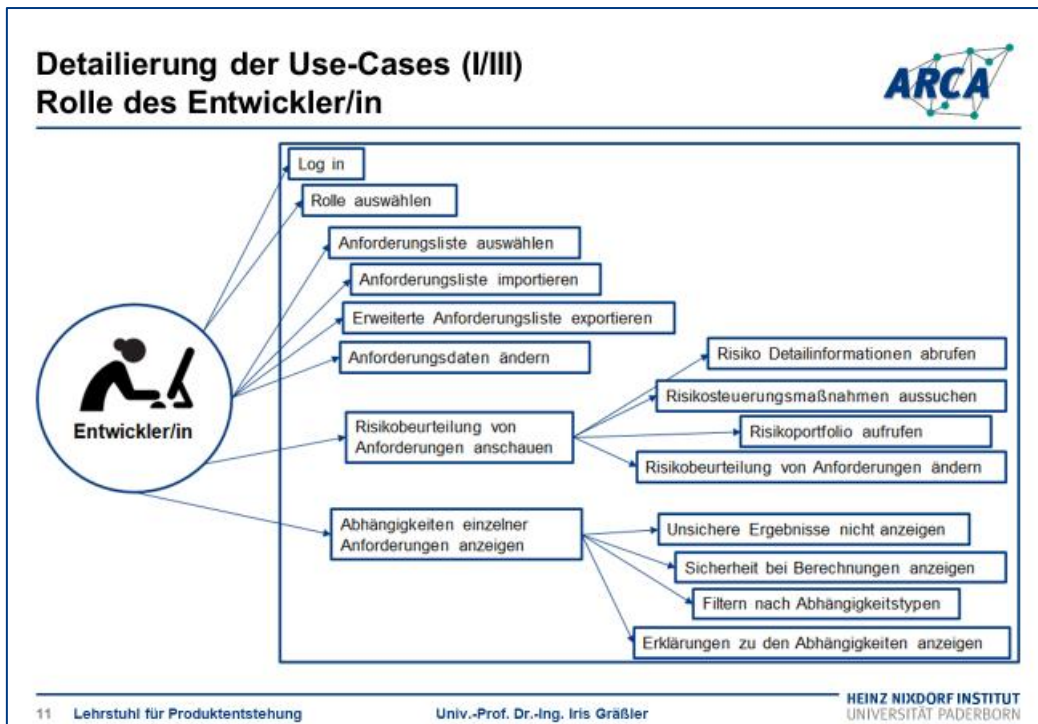 Detailierung der Use-Cases (I/III)
Rolle des Entwickler/in
ARCA
Log in
Rolle auswählen
Anforderungsliste auswählen
Anforderungsliste importieren
Erweiterte Anforderungsliste exportieren
Anforderungsdaten ändern
Entwickler/in
Risikobeurteilung von
Anforderungen anschauen
Risiko Detailinformationen abrufen
Risikosteuerungsmaßnahmen aussuchen
Risikoportfolio aufrufen
Risikobeurteilung von Anforderungen ändern
Abhängigkeiten einzelner
Anforderungen anzeigen
Unsichere Ergebnisse nicht anzeigen
Sicherheit bei Berechnungen anzeigen
Filtern nach Abhängigkeitstypen
Erklärungen zu den Abhängigkeiten anzeigen
11 Lehrstuhl für Produktentstehung Univ.-Prof. Dr.-Ing. Iris Gräßler
HEINZ NIXDORF INSTITUT
UNIVERSITÄT PADERBORN